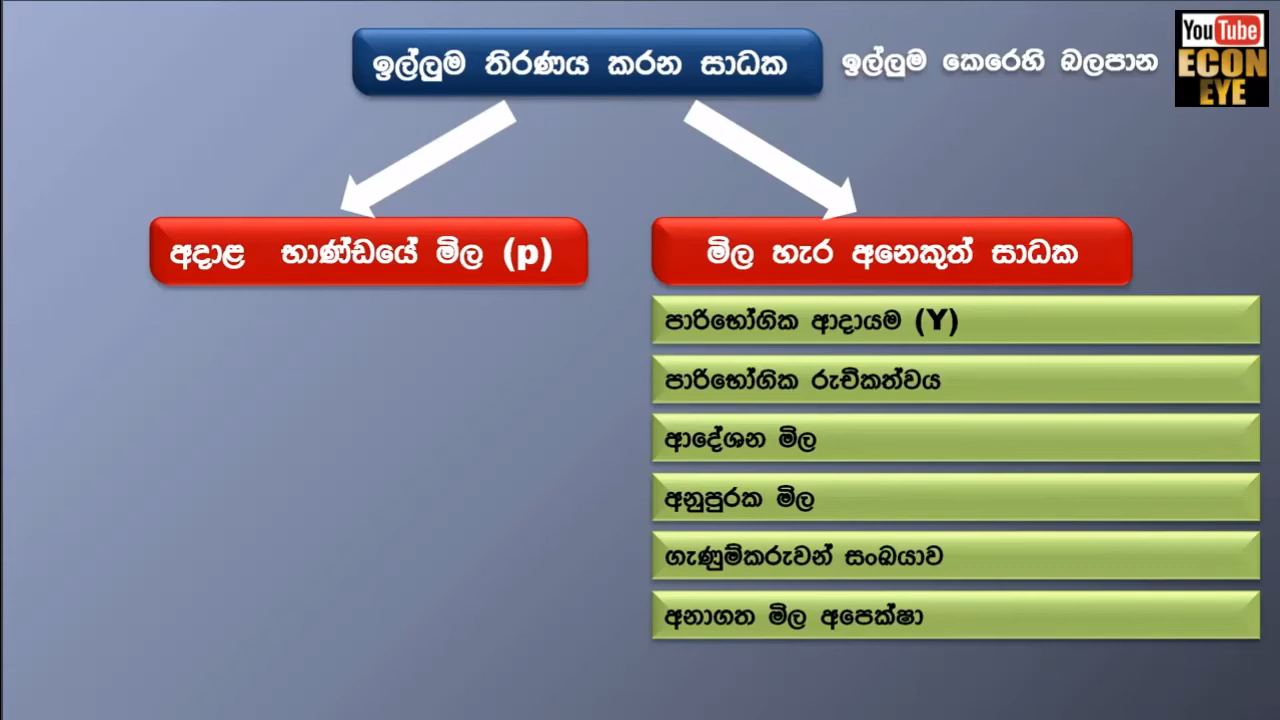 ඉල්ලුම තිරණය කරන සාධක
ඉල්ලුම කෙරෙහි බලපාන
YouTube
ECON
EYE
අදාළ භාණ්ඩයේ මිල (p)
මිල හැර අනෙකුත් සාධක
පාරිභෝගික ආදායම (Y)
පාරිභෝගික රුචිකත්වය
ආදේශන මිල
අනුපුරක මිල
ගැණුම්කරුවන් සංඛයාව
අනාගත මිල අපෙක්ෂා